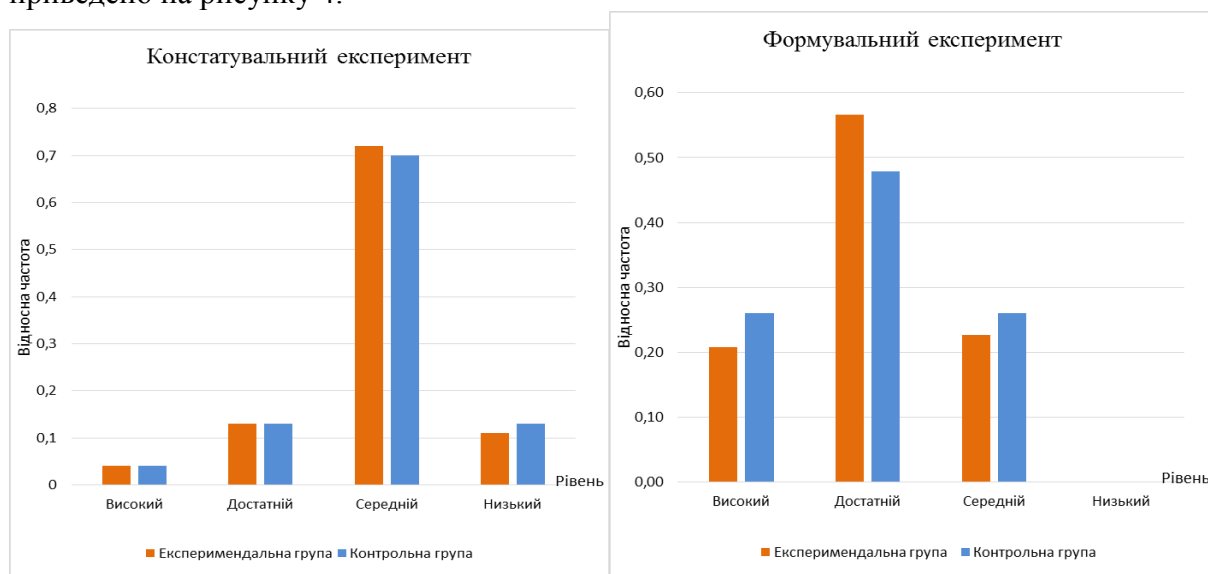 приведено на рисунку 4.
Констатувальний експеримент
0,8
0,7
0,6
0,5
0,4
0,3
0,2
0,1
0
Відносна частота
Високий Достатній Середній Низький
Рівень
Експеримендальна група Контрольна група
Формувальний експеримент
0,60
0,50
0,40
0,30
0,20
0,10
0,00
Відносна частота
Високий Достатній Середній Низький
Рівень
Експеримендальна група Контрольна група